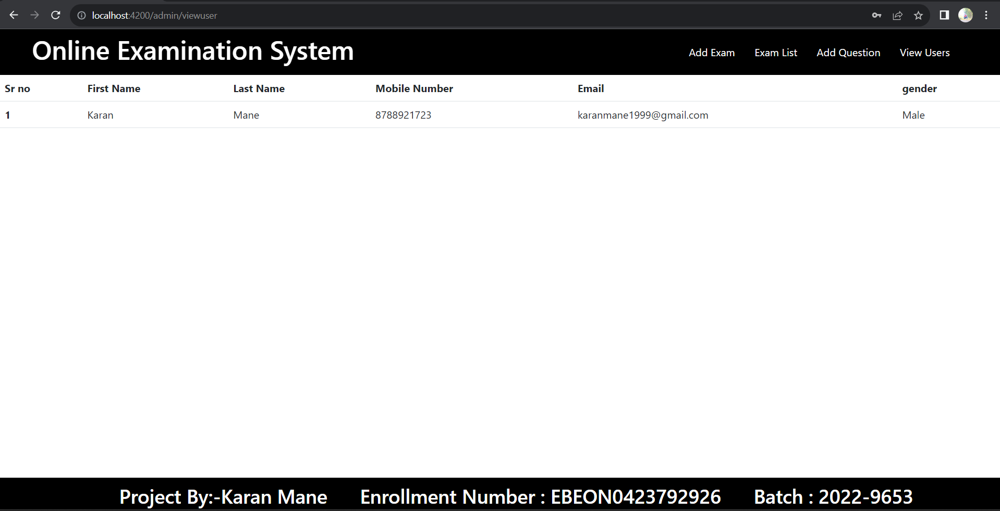 localhost:4200/admin/viewuser
Online Examination System Add Exam Exam List Add Question View Users
Sr no First Name Last Name Mobile Number Email gender
1 Karan Mane 8788921723 karanmane1999@gmail.com Male
Project By:-Karan Mane Enrollment Number : EBEON0423792926 Batch : 2022-9653